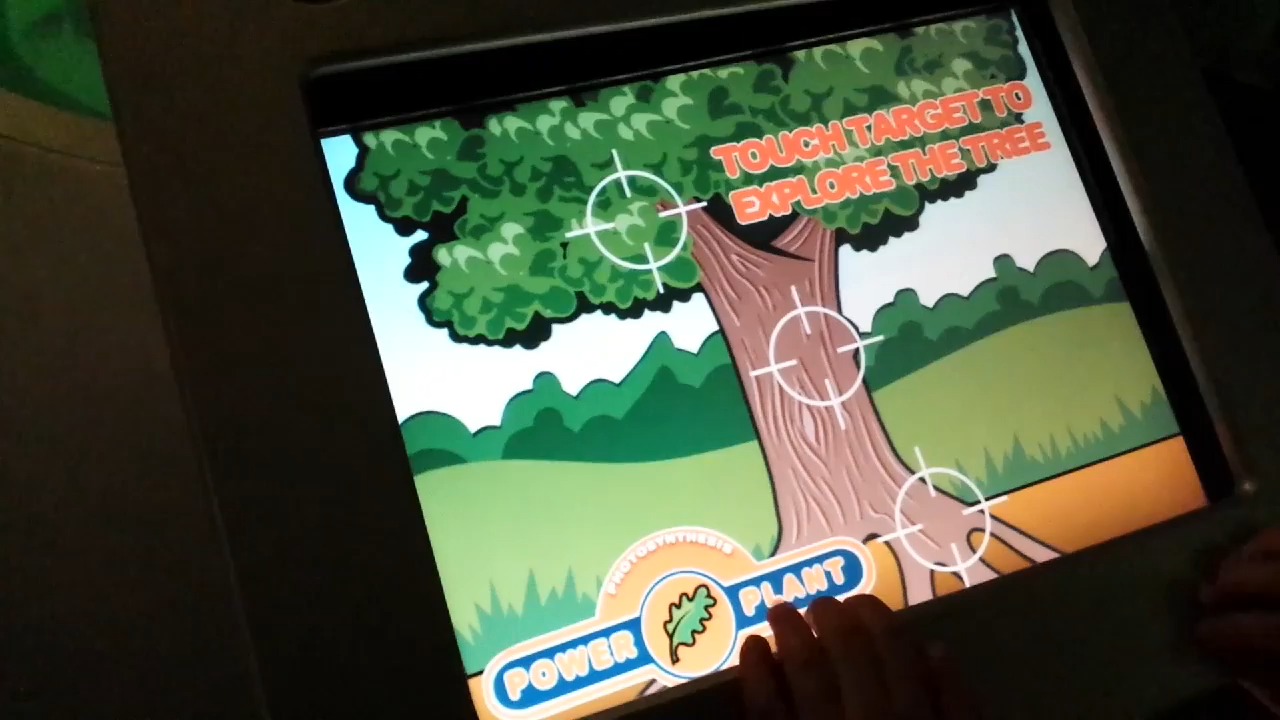 TOUCH TARGET TO
EXPLORE THE TREE
PHOTOSYNTHESIS
POWER PLANT